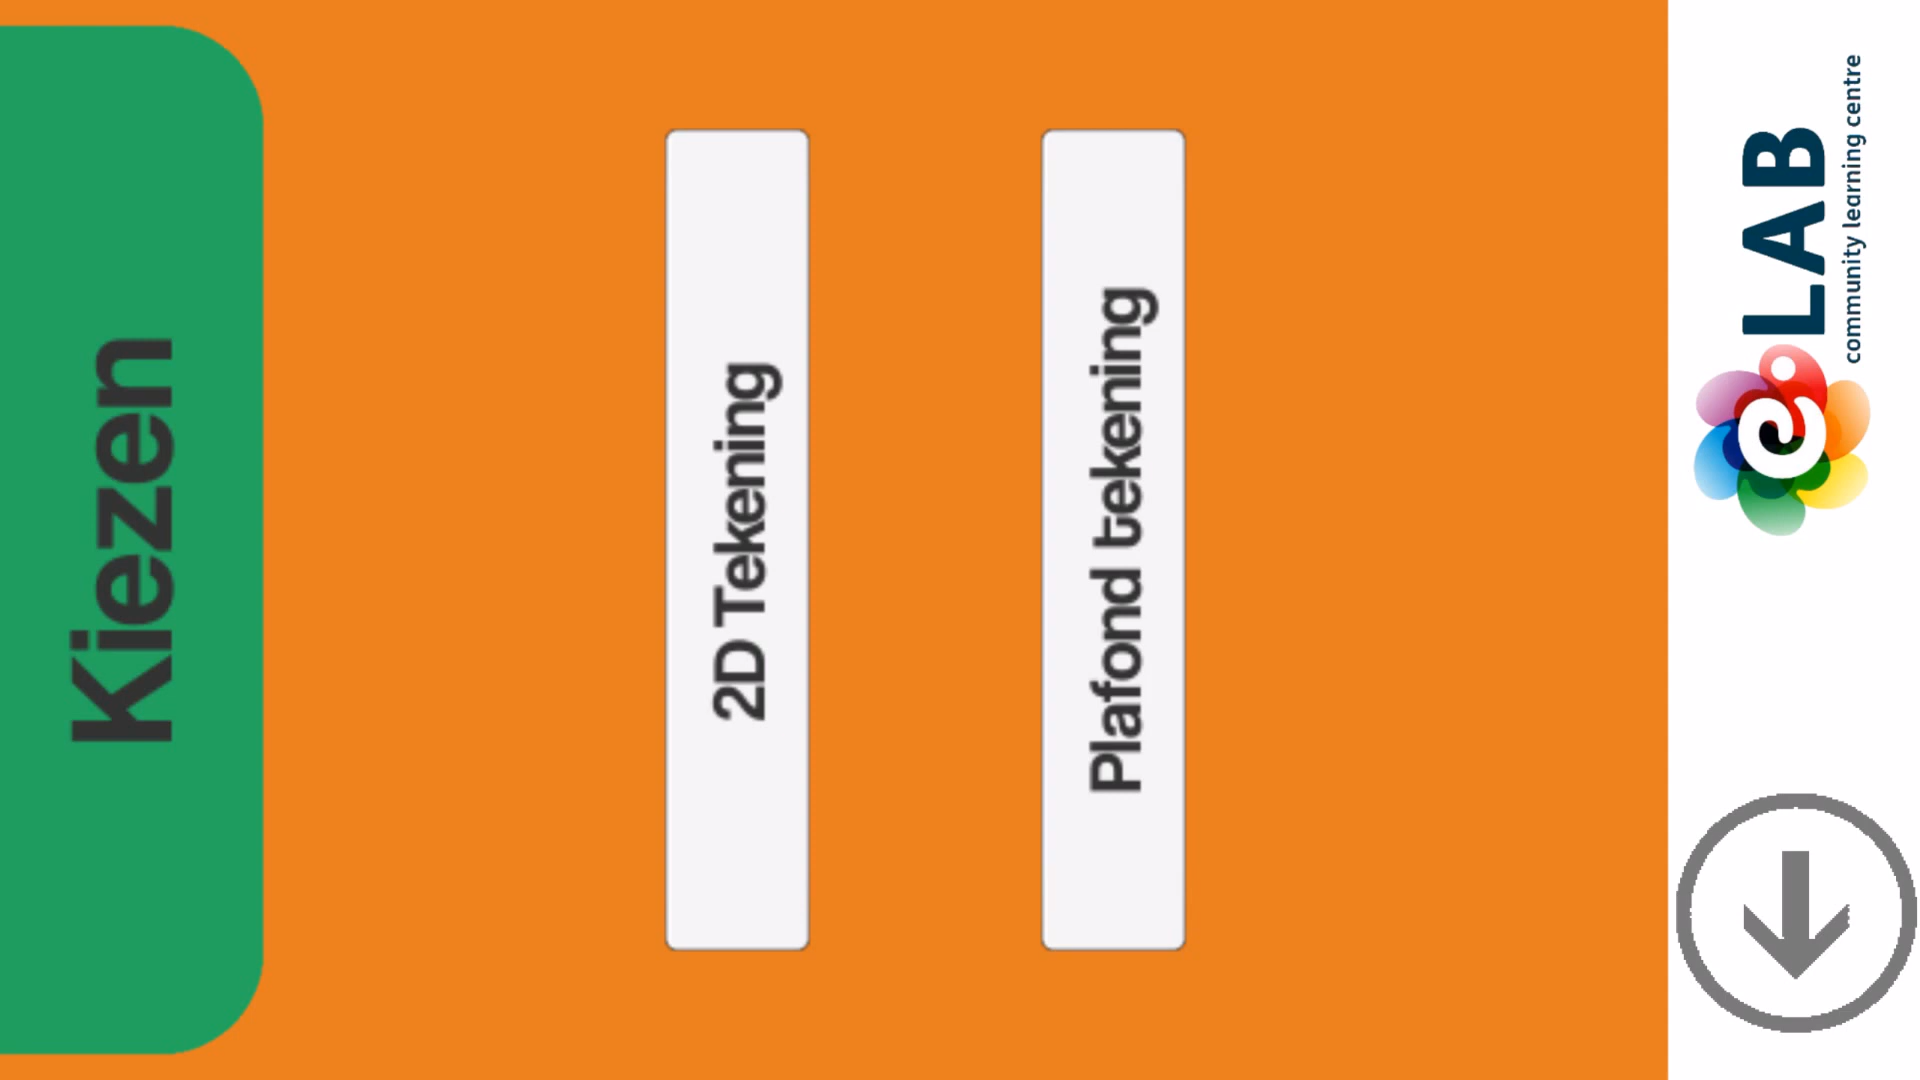 Kiezen
2D Tekening
Plafond tekening
LAB
community learning centre